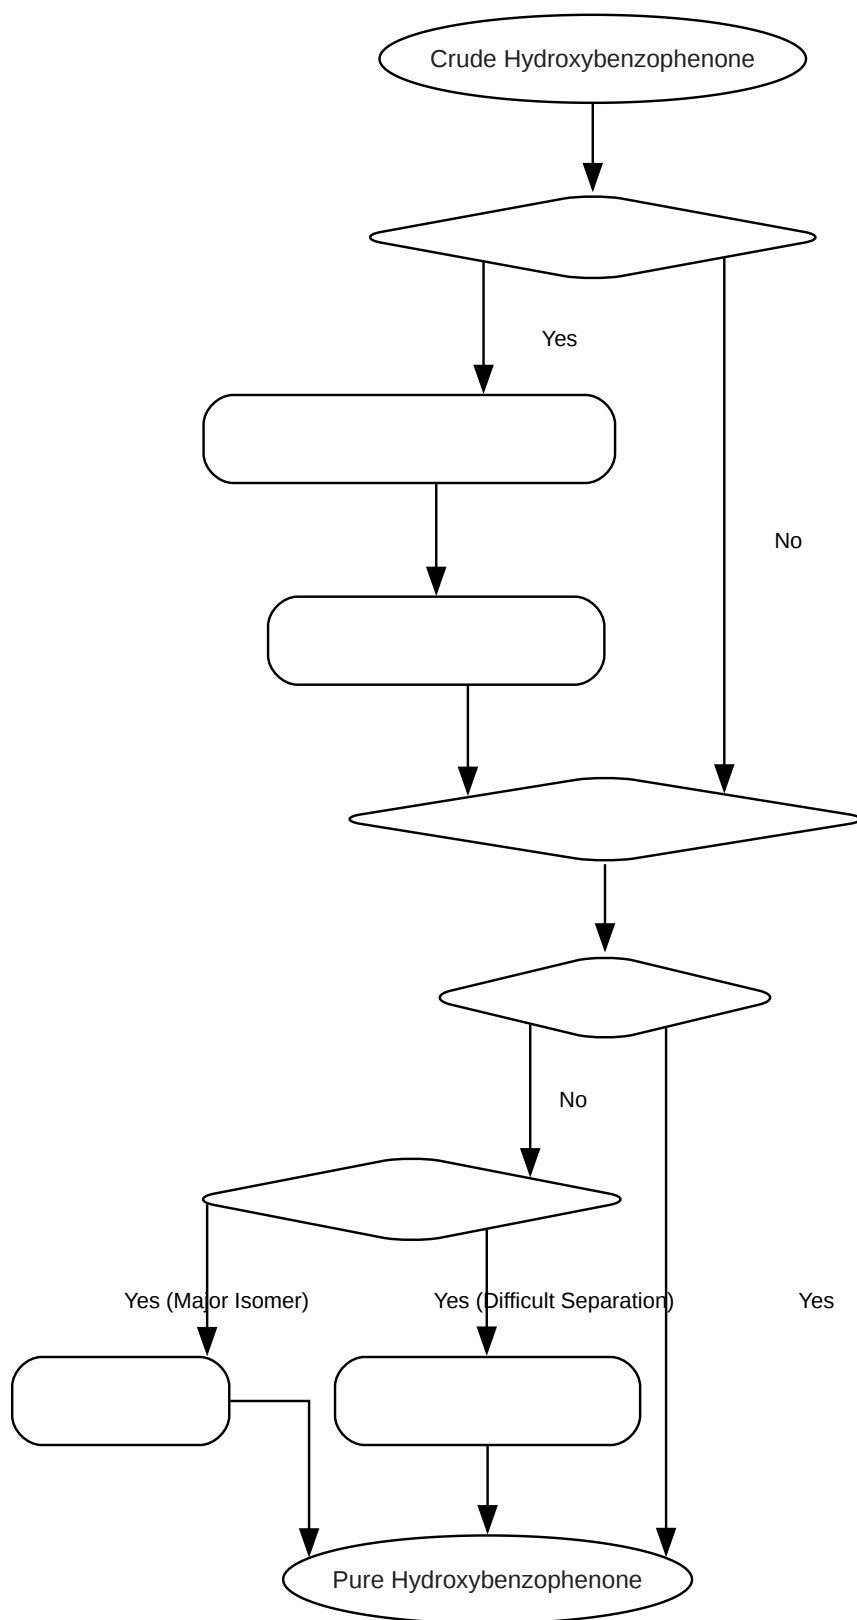 Crude Hydroxybenzophenone
Yes
No
No
Yes (Major Isomer)
Yes (Difficult Separation)
Yes
Pure Hydroxybenzophenone